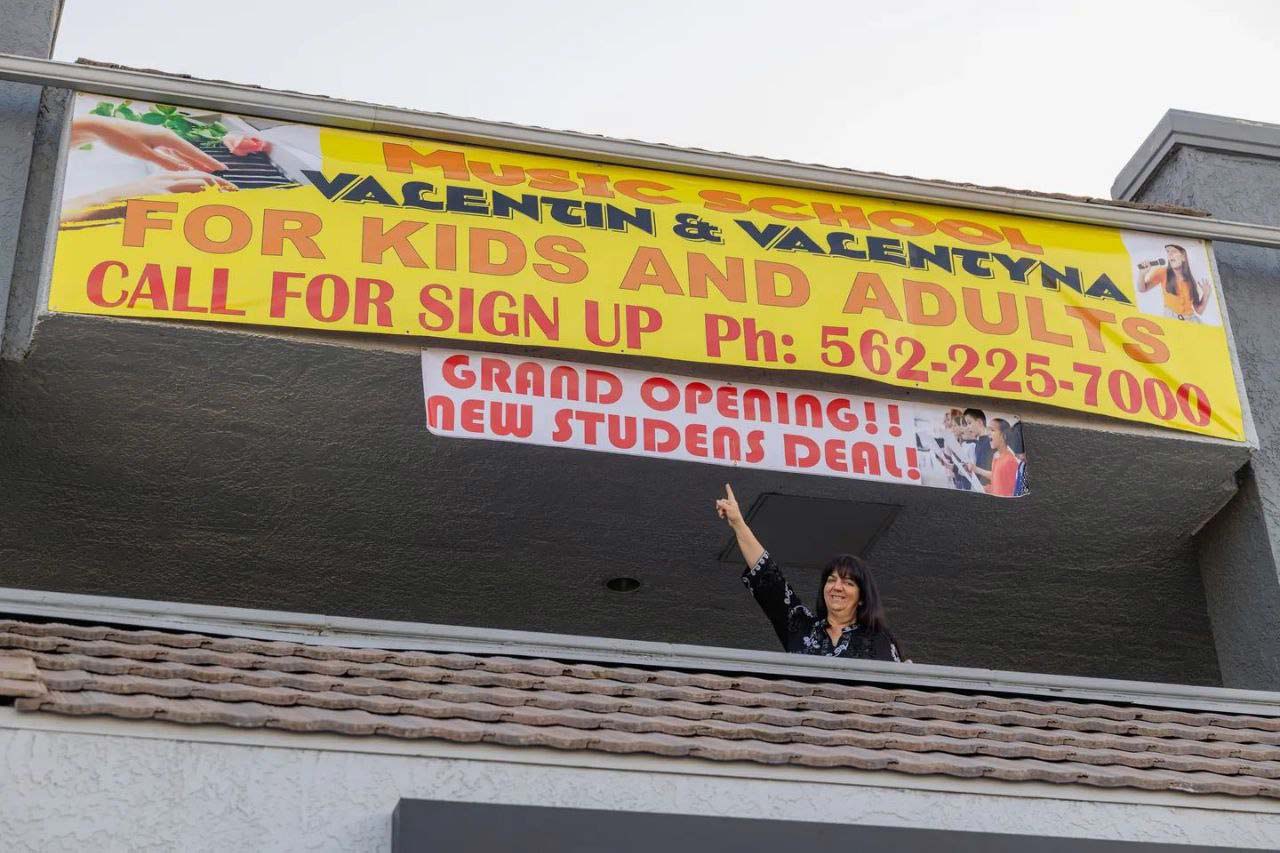 MUSIC SCHOOL
VALENTIN & VALENTYNA
FOR KIDS AND ADULTS
CALL FOR SIGN UP Ph: 562-225-7000
GRAND OPENING!!
NEW STUDENS DEAL!